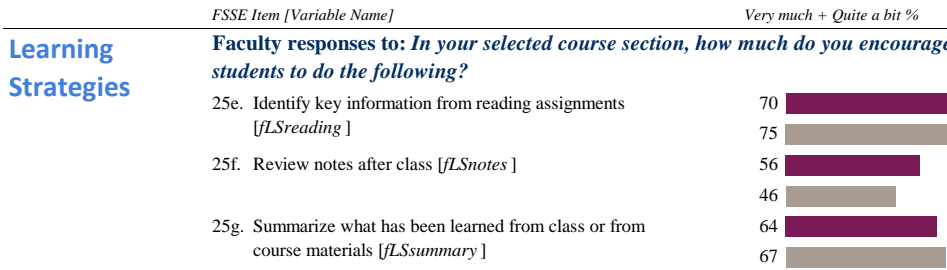 FSSE Item [Variable Name] Very much + Quite a bit %
Learning
Strategies
Faculty responses to: In your selected course section, how much do you encourage
students to do the following?
25e. Identify key information from reading assignments
[fLSreading ]
70
75
25f. Review notes after class [fLSnotes ]
56
46
25g. Summarize what has been learned from class or from
course materials [fLSsummary ]
64
67